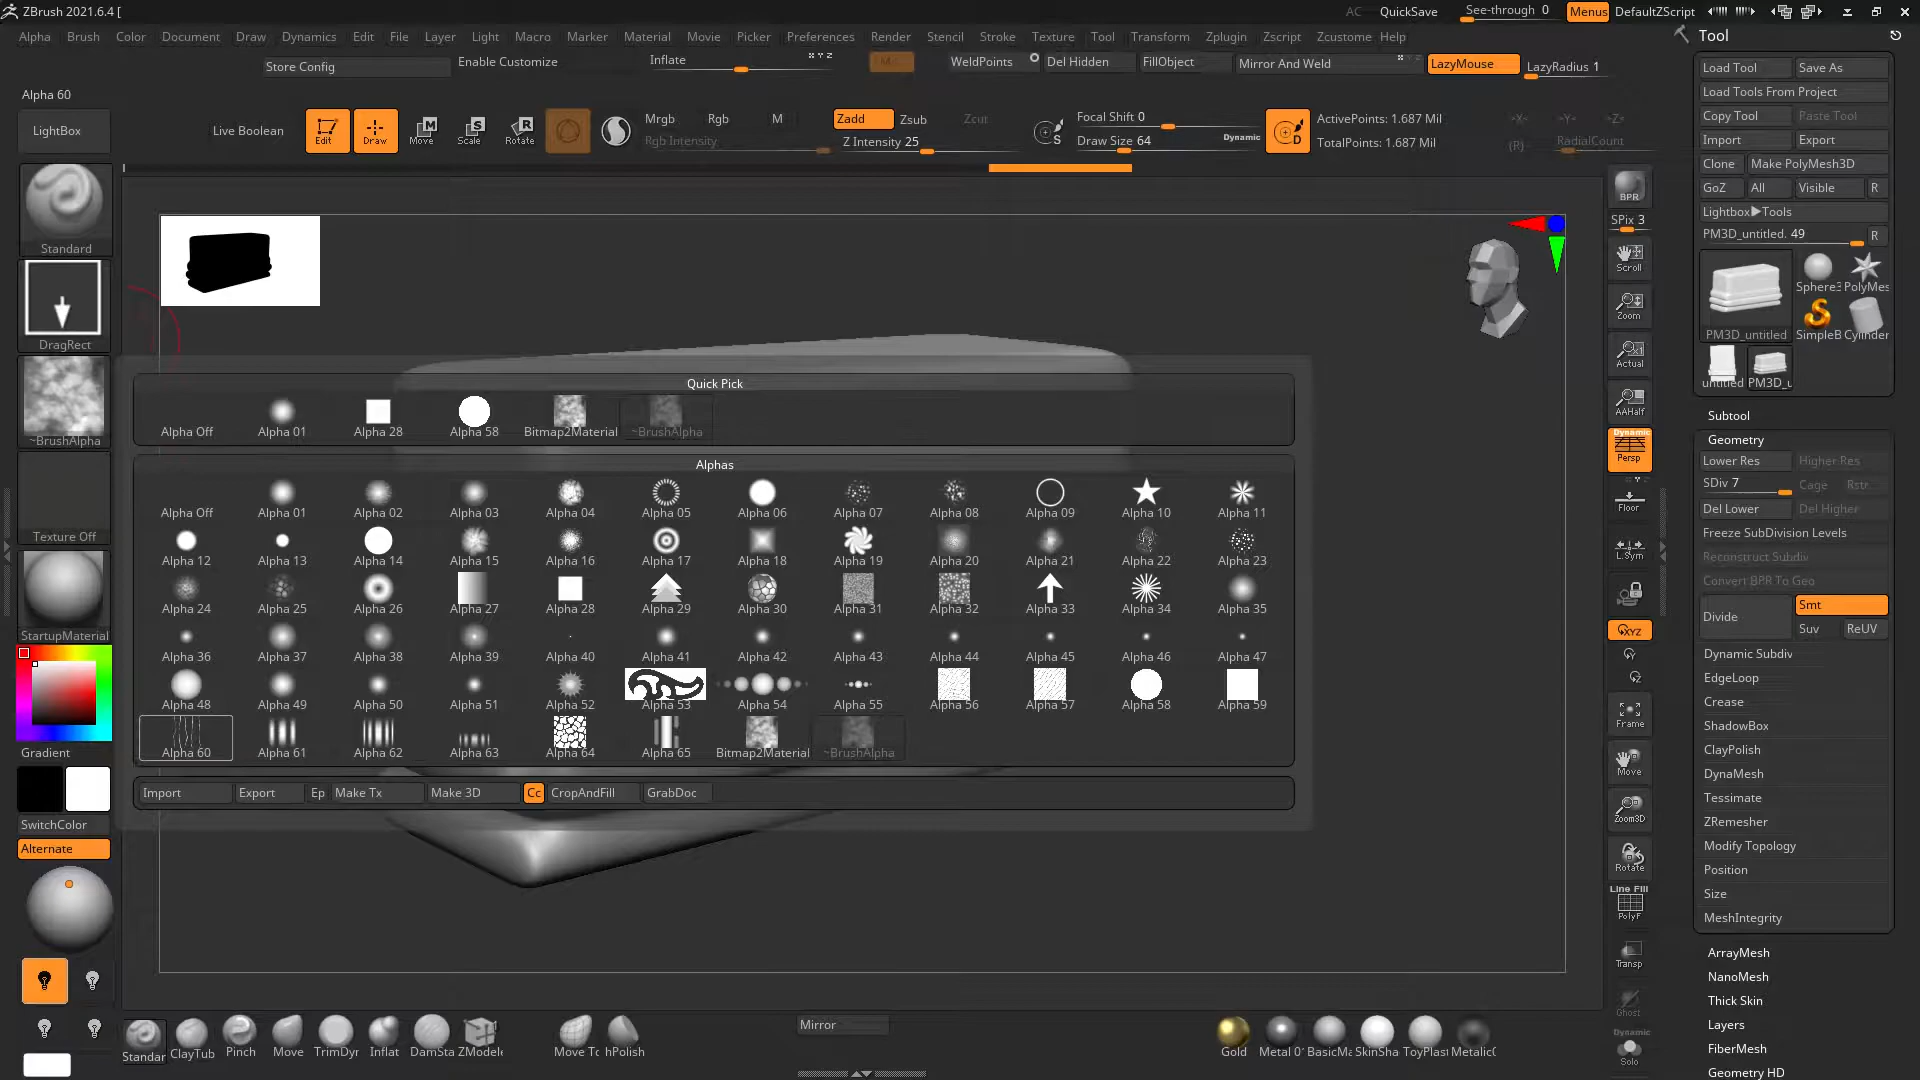 ZBrush 2021.6.4 [
AC QuickSave See-through 0 Menus DefaultZScript
Alpha Brush Color Document Draw Dynamics Edit File Layer Light Macro Marker Material Movie Picker Preferences Render Stencil Stroke Texture Tool Transform Zplugin Zscript Zcustome Help
Store Config Enable Customize Inflate X Y Z WeldPoints Del Hidden FillObject Mirror And Weld LazyMouse LazyRadius 1
Alpha 60
LightBox Live Boolean Edit Draw Move Scale Rotate
Mrgb Rgb M Zadd Zsub Zcut
Rgb Intensity Z Intensity 25
Focal Shift 0
Draw Size 64 Dynamic
ActivePoints: 1.687 Mil
TotalPoints: 1.687 Mil
(R) RadialCount
Standard
DragRect
~BrushAlpha
Texture Off
StartupMaterial
Gradient
SwitchColor
Alternate
Quick Pick
Alpha Off Alpha 01 Alpha 28 Alpha 58 Bitmap2Material ~BrushAlpha
Alphas
Alpha Off Alpha 01 Alpha 02 Alpha 03 Alpha 04 Alpha 05 Alpha 06 Alpha 07 Alpha 08 Alpha 09 Alpha 10 Alpha 11
Alpha 12 Alpha 13 Alpha 14 Alpha 15 Alpha 16 Alpha 17 Alpha 18 Alpha 19 Alpha 20 Alpha 21 Alpha 22 Alpha 23
Alpha 24 Alpha 25 Alpha 26 Alpha 27 Alpha 28 Alpha 29 Alpha 30 Alpha 31 Alpha 32 Alpha 33 Alpha 34 Alpha 35
Alpha 36 Alpha 37 Alpha 38 Alpha 39 Alpha 40 Alpha 41 Alpha 42 Alpha 43 Alpha 44 Alpha 45 Alpha 46 Alpha 47
Alpha 48 Alpha 49 Alpha 50 Alpha 51 Alpha 52 Alpha 53 Alpha 54 Alpha 55 Alpha 56 Alpha 57 Alpha 58 Alpha 59
Alpha 60 Alpha 61 Alpha 62 Alpha 63 Alpha 64 Alpha 65 Bitmap2Material ~BrushAlpha
Import Export Ep Make Tx Make 3D Cc CropAndFill GrabDoc
Standar ClayTub Pinch Move TrimDyr Inflat DamSta ZModele Move To hPolish
Mirror
Gold Metal 0 BasicMa SkinSha ToyPlast Metalic
BPR
SPix 3
Scroll
Zoom
Actual
AAHalf
Dynamic
Persp
Floor
L.Sym
XYZ
Frame
Move
Zoom3D
Rotate
Line Fill
PolyF
Transp
Ghost
Dynamic
Solo
Tool
Load Tool Save As
Load Tools From Project
Copy Tool Paste Tool
Import Export
Clone Make PolyMesh3D
GoZ All Visible R
Lightbox▶Tools
PM3D_untitled. 49 R
Sphere3 PolyMes
PM3D_untitled SimpleB Cylinder
untitled PM3D_u
Subtool
Geometry
Lower Res Higher Res
SDiv 7 Cage Rstr
Del Lower Del Higher
Freeze SubDivision Levels
Reconstruct Subdiv
Convert BPR To Geo
Divide Smt
Suv ReUV
Dynamic Subdiv
EdgeLoop
Crease
ShadowBox
ClayPolish
DynaMesh
Tessimate
ZRemesher
Modify Topology
Position
Size
MeshIntegrity
ArrayMesh
NanoMesh
Thick Skin
Layers
FiberMesh
Geometry HD